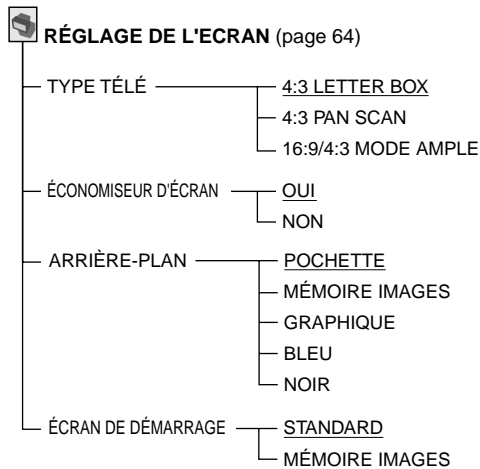 RÉGLAGE DE L'ECRAN (page 64)
TYPE TÉLÉ 4:3 LETTER BOX
4:3 PAN SCAN
16:9/4:3 MODE AMPLE
ÉCONOMISEUR D'ÉCRAN OUI
NON
ARRIÈRE-PLAN POCHETTE
MÉMOIRE IMAGES
GRAPHIQUE
BLEU
NOIR
ÉCRAN DE DÉMARRAGE STANDARD
MÉMOIRE IMAGES